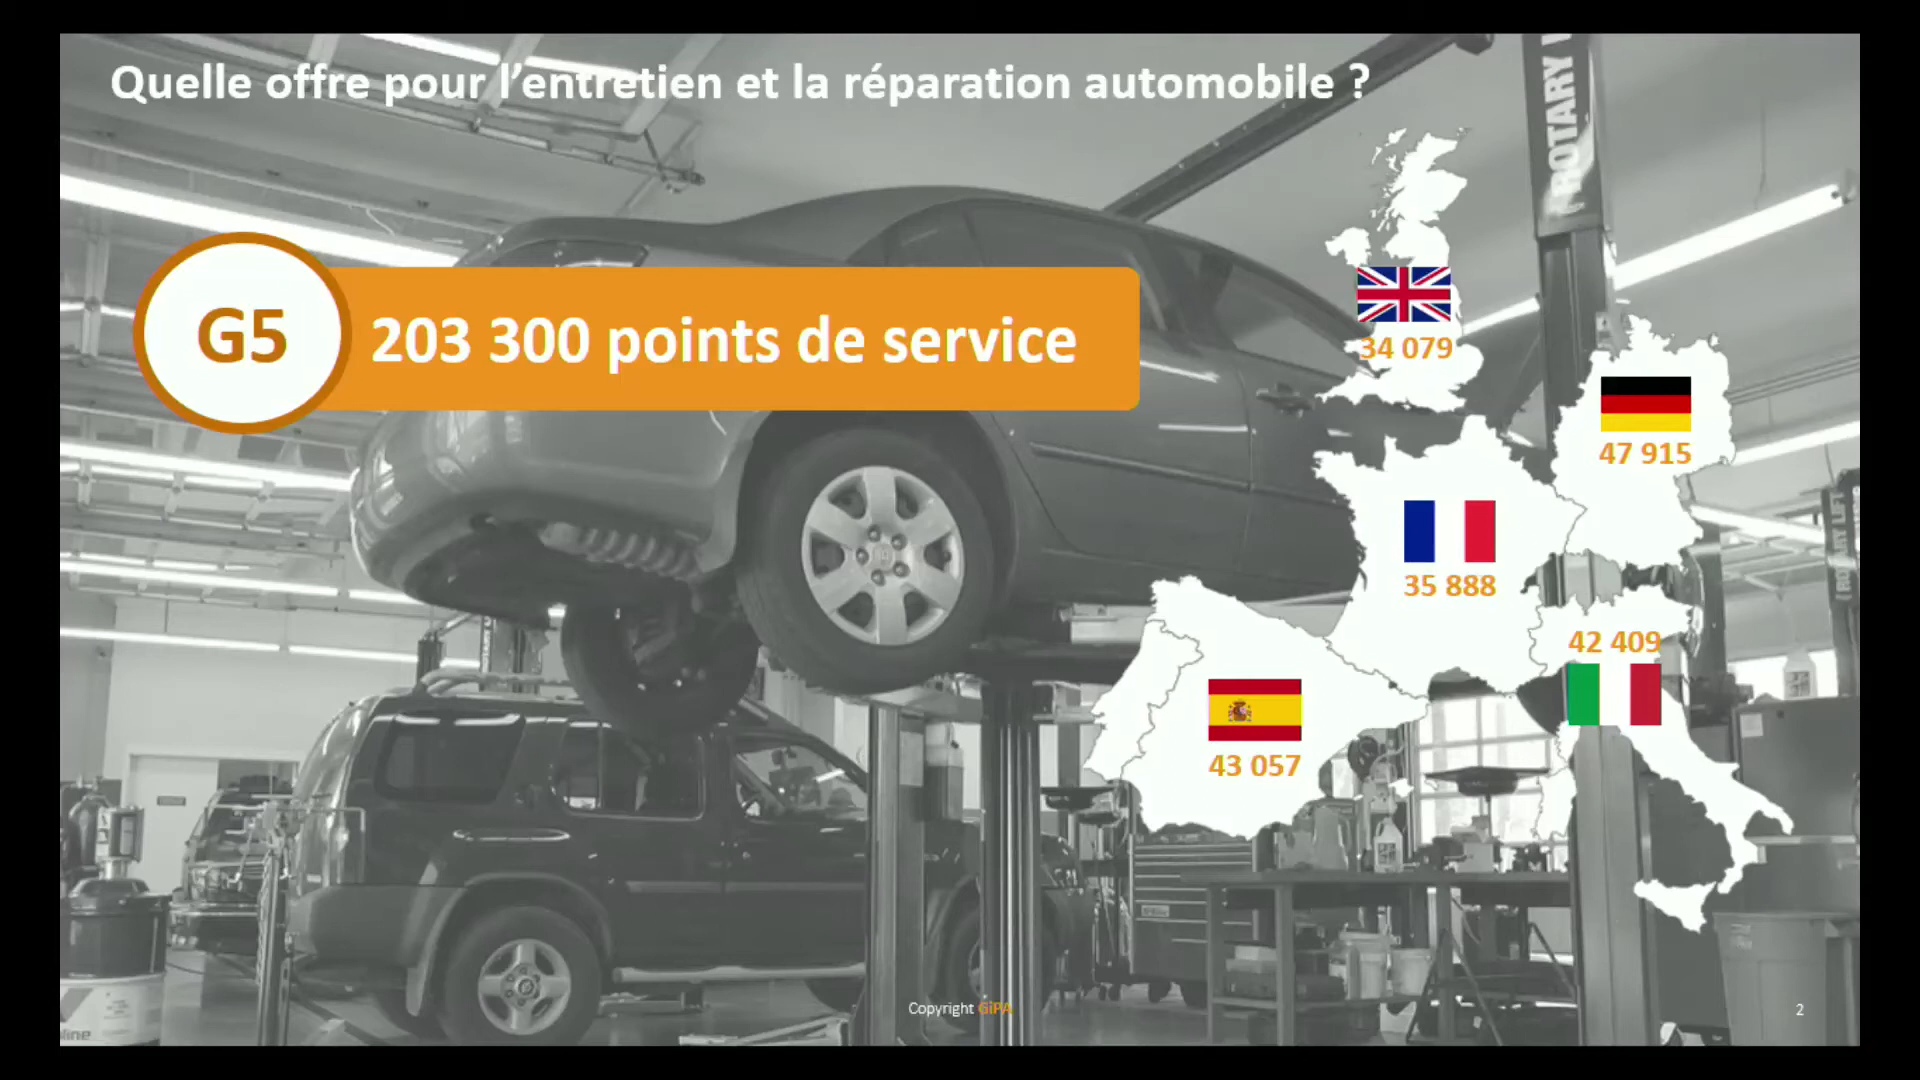 Quelle offre pour l’entretien et la réparation automobile ?
ROTARY
G5
203 300 points de service
34 079
47 915
35 888
42 409
43 057
Copyright GiPA
2